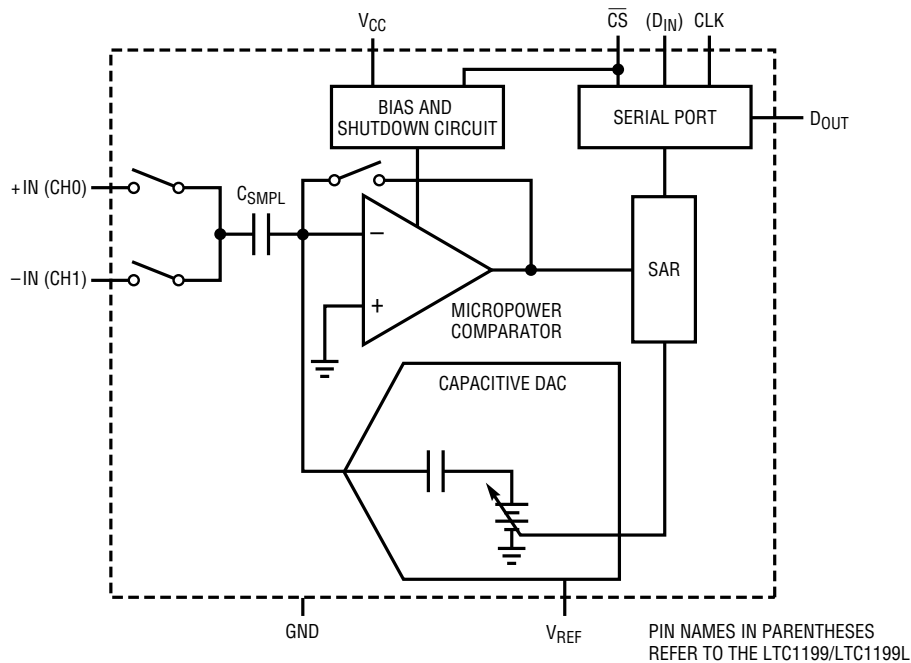 V_CC
C̅S̅ (D_IN) CLK
BIAS AND
SHUTDOWN CIRCUIT
SERIAL PORT
D_OUT
+IN (CH0)
C_SMPL
−IN (CH1)
−
+
MICROPOWER
COMPARATOR
SAR
CAPACITIVE DAC
GND
V_REF
PIN NAMES IN PARENTHESES
REFER TO THE LTC1199/LTC1199L